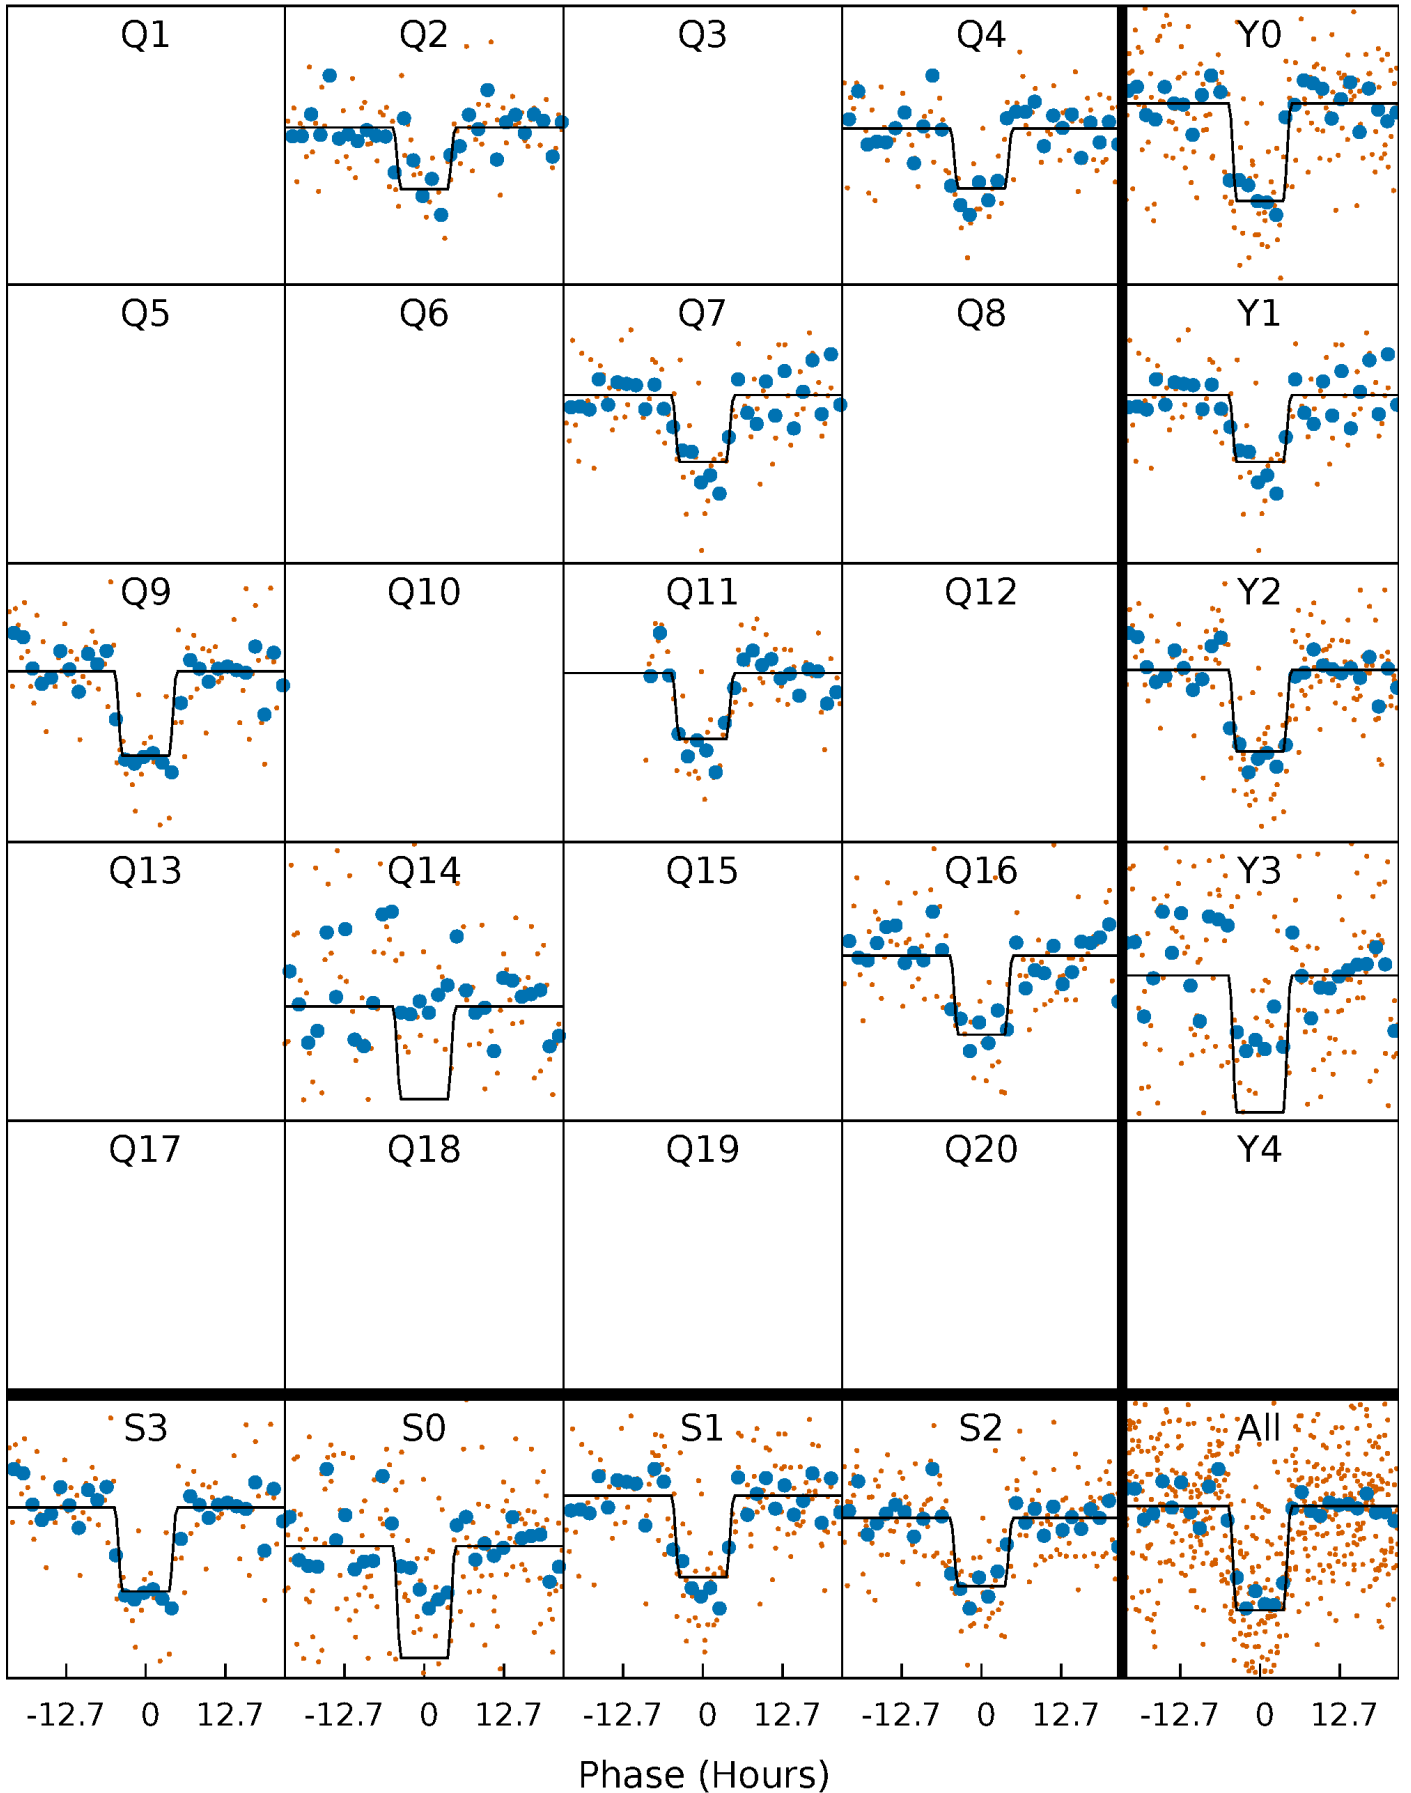 Q1 Q2 Q3 Q4 Y0
Q5 Q6 Q7 Q8 Y1
Q9 Q10 Q11 Q12 Y2
Q13 Q14 Q15 Q16 Y3
Q17 Q18 Q19 Q20 Y4
S3 S0 S1 S2 All
-12.7 0 12.7 -12.7 0 12.7 -12.7 0 12.7 -12.7 0 12.7 -12.7 0 12.7
Phase (Hours)